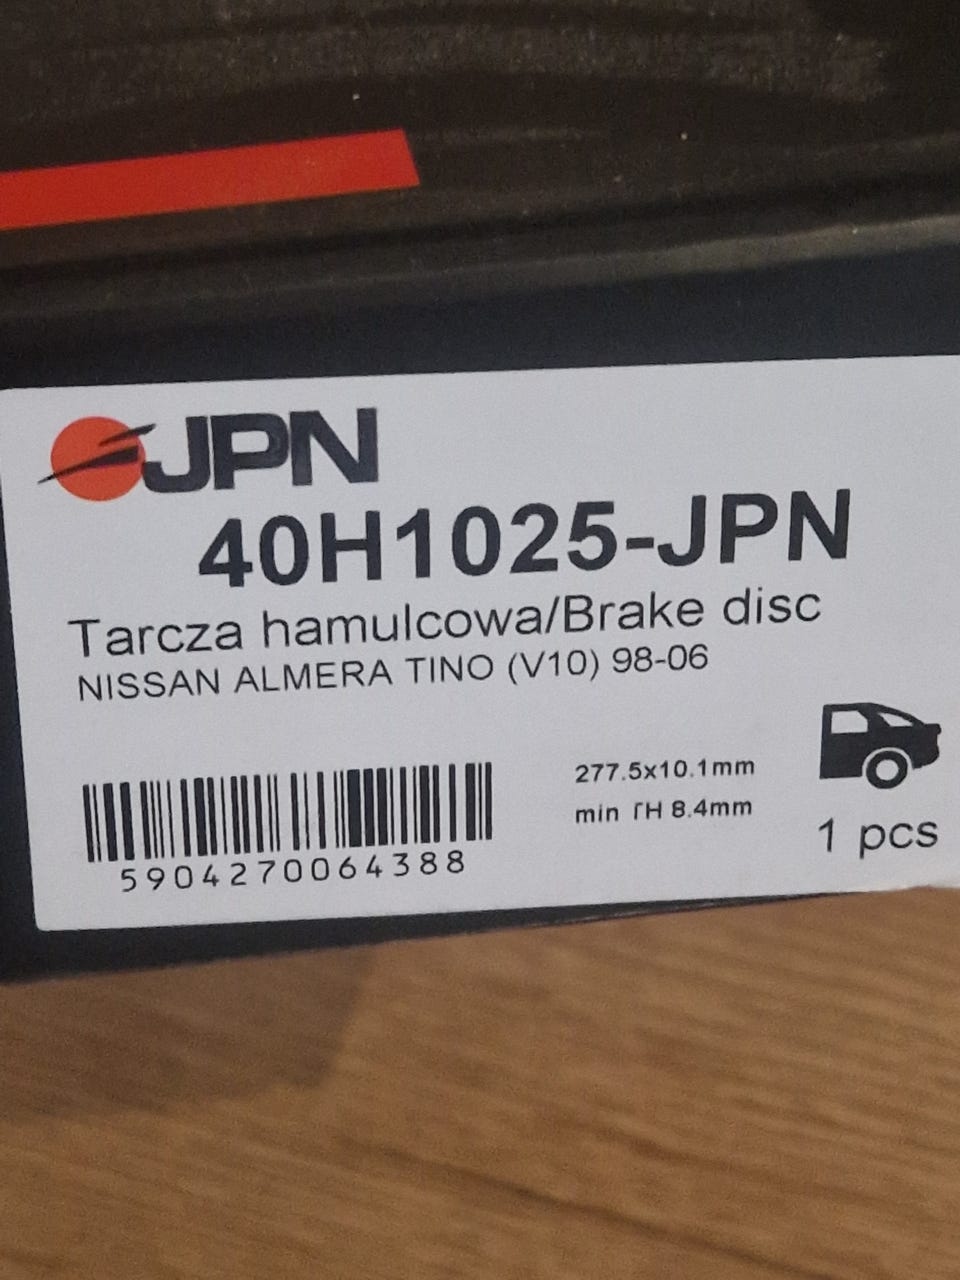 JPN
40H1025-JPN
Tarcza hamulcowa/Brake disc
NISSAN ALMERA TINO (V10) 98-06
277.5x10.1mm
min TH 8.4mm
1 pcs
5904270064388